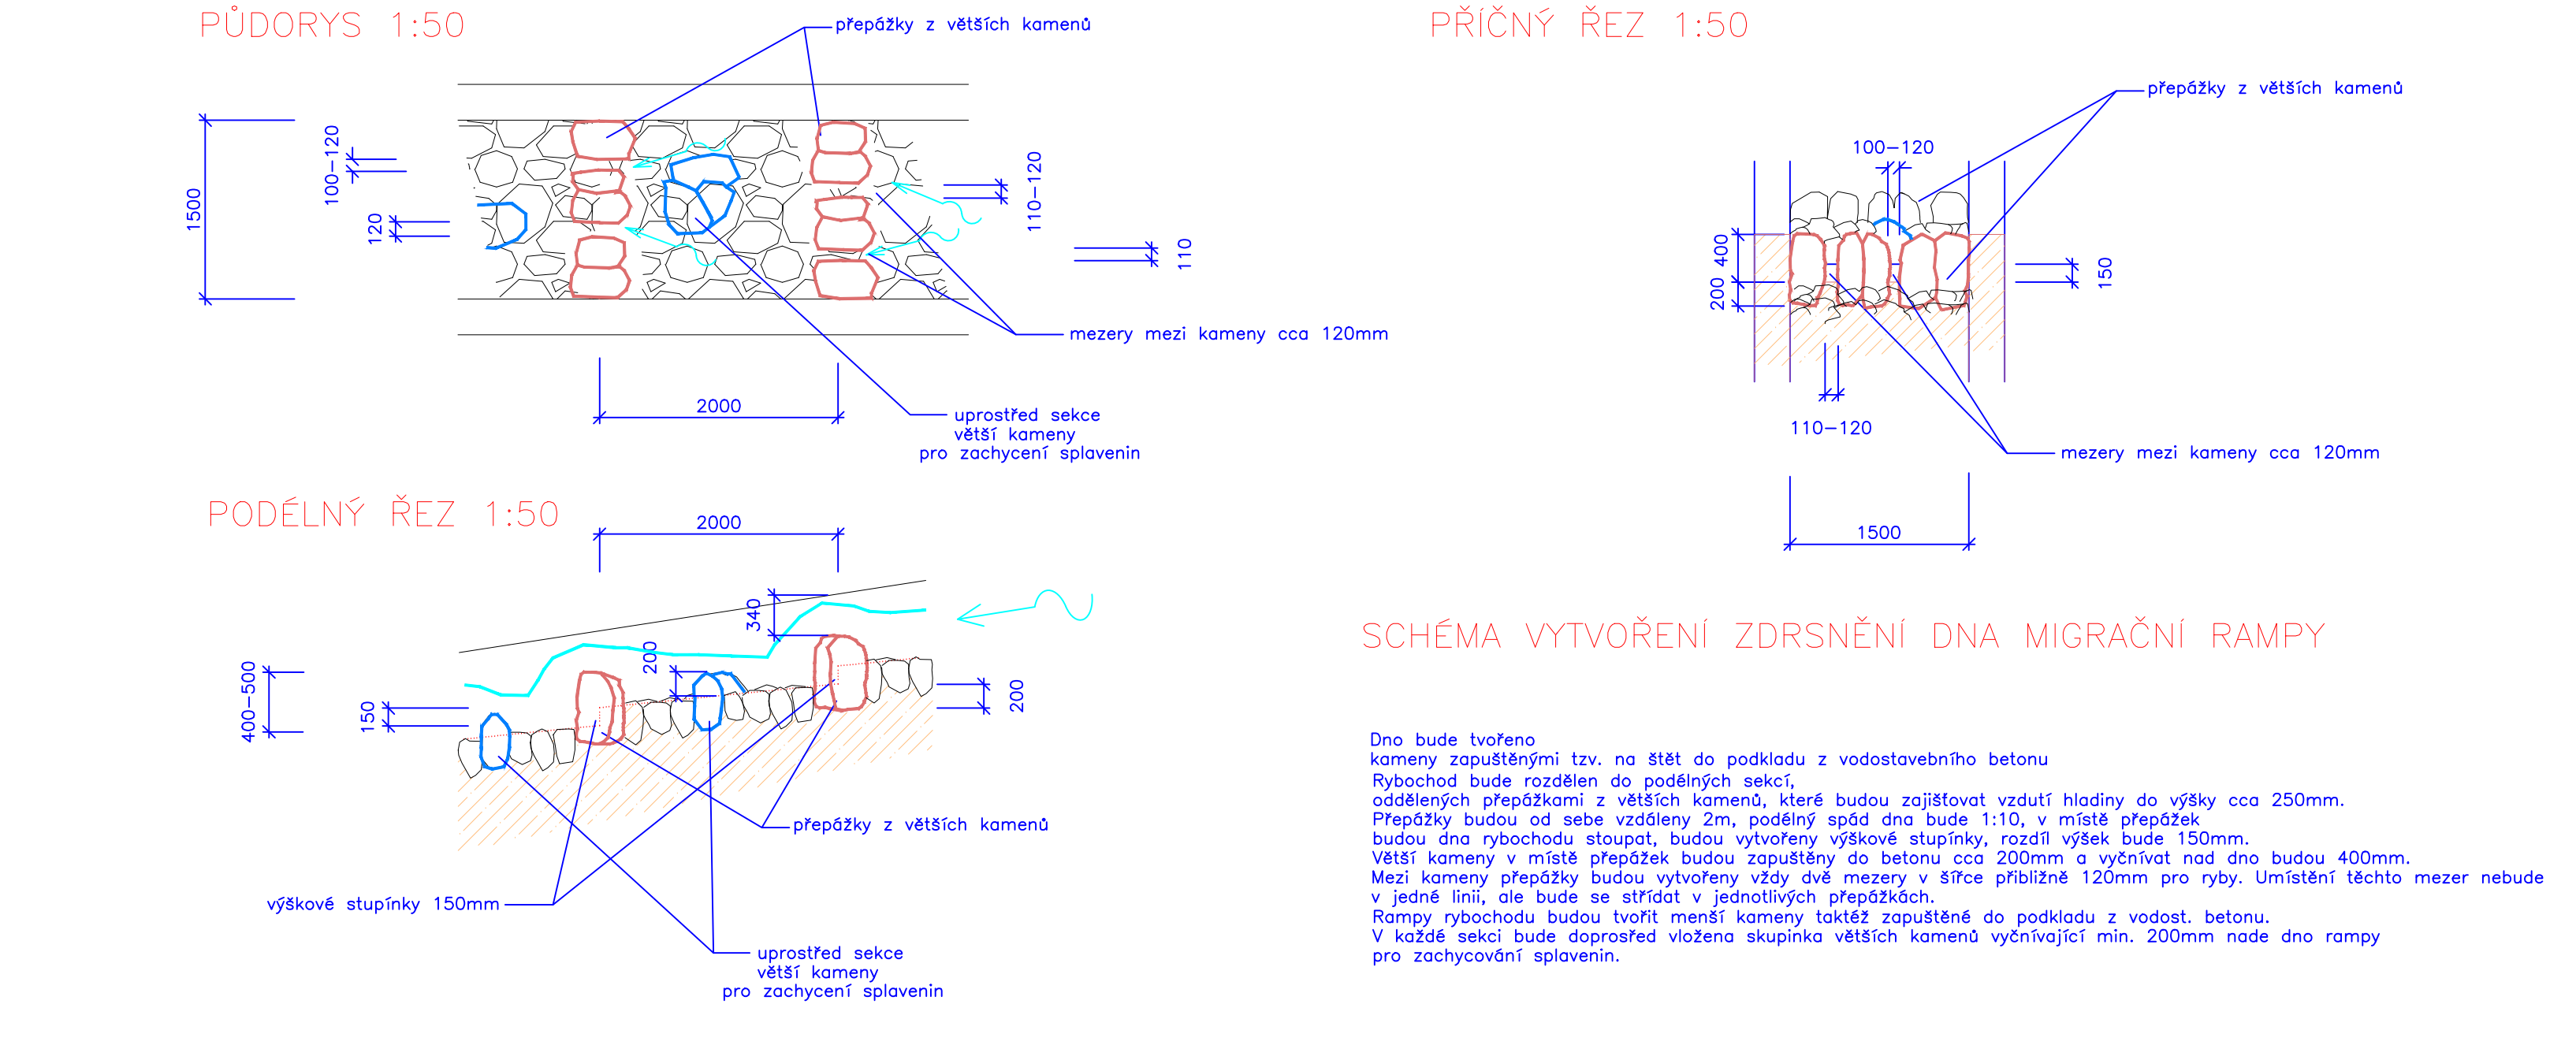 PŮDORYS 1:50
přepážky z větších kamenů
1500
100-120
120
110-120
110
mezery mezi kameny cca 120mm
2000
uprostřed sekce
větší kameny
pro zachycení splavenin
PŘÍČNÝ ŘEZ 1:50
přepážky z větších kamenů
100-120
400
200
150
110-120
mezery mezi kameny cca 120mm
1500
PODÉLNÝ ŘEZ 1:50
2000
340
200
400-500
150
200
přepážky z větších kamenů
výškové stupínky 150mm
uprostřed sekce
větší kameny
pro zachycení splavenin
SCHÉMA VYTVOŘENÍ ZDRSNĚNÍ DNA MIGRAČNÍ RAMPY
Dno bude tvořeno
kameny zapuštěnými tzv. na štět do podkladu z vodostavebního betonu
Rybochod bude rozdělen do podélných sekcí,
oddělených přepážkami z větších kamenů, které budou zajišťovat vzdutí hladiny do výšky cca 250mm.
Přepážky budou od sebe vzdáleny 2m, podélný spád dna bude 1:10, v místě přepážek
budou dna rybochodu stoupat, budou vytvořeny výškové stupínky, rozdíl výšek bude 150mm.
Větší kameny v místě přepážek budou zapuštěny do betonu cca 200mm a vyčnívat nad dno budou 400mm.
Mezi kameny přepážky budou vytvořeny vždy dvě mezery v šířce přibližně 120mm pro ryby. Umístění těchto mezer nebude
v jedné linii, ale bude se střídat v jednotlivých přepážkách.
Rampy rybochodu budou tvořit menší kameny taktéž zapuštěné do podkladu z vodost. betonu.
V každé sekci bude doprosřed vložena skupinka větších kamenů vyčnívající min. 200mm nade dno rampy
pro zachycování splavenin.